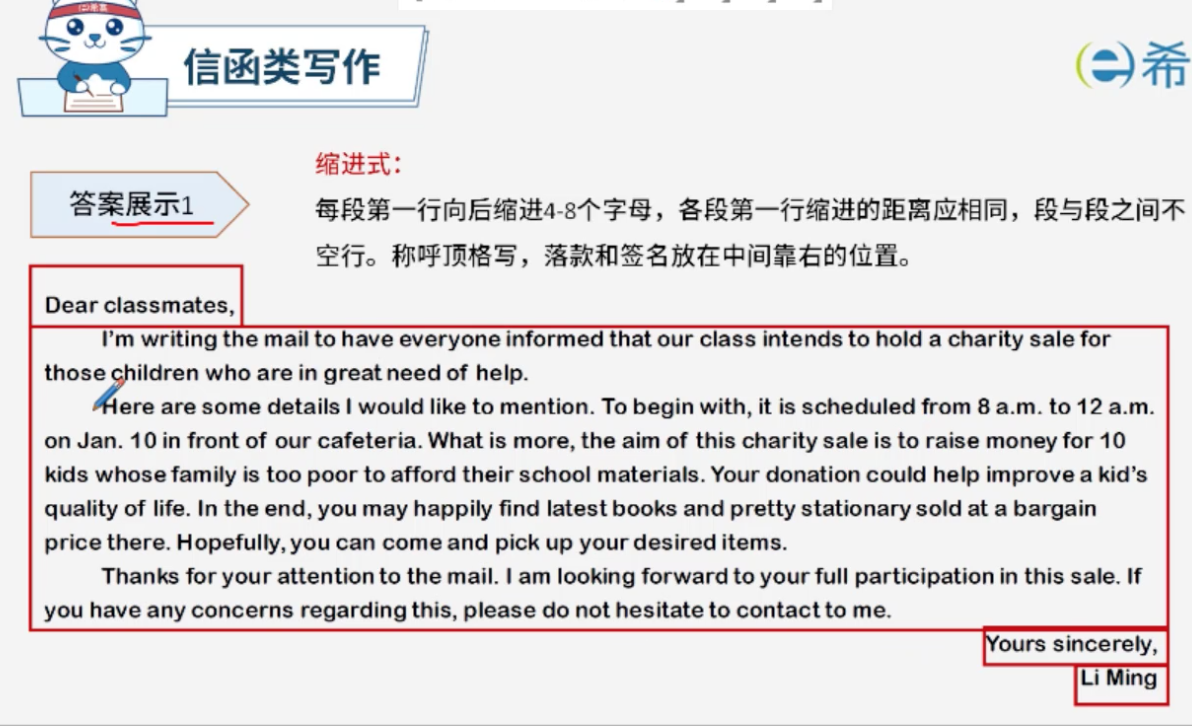 信函类写作
希
缩进式：
答案展示1
每段第一行向后缩进4-8个字母，各段第一行缩进的距离应相同，段与段之间不
空行。称呼顶格写，落款和签名放在中间靠右的位置。
Dear classmates,
I'm writing the mail to have everyone informed that our class intends to hold a charity sale for
those children who are in great need of help.
Here are some details I would like to mention. To begin with, it is scheduled from 8 a.m. to 12 a.m.
on Jan. 10 in front of our cafeteria. What is more, the aim of this charity sale is to raise money for 10
kids whose family is too poor to afford their school materials. Your donation could help improve a kid's
quality of life. In the end, you may happily find latest books and pretty stationary sold at a bargain
price there. Hopefully, you can come and pick up your desired items.
Thanks for your attention to the mail. I am looking forward to your full participation in this sale. If
you have any concerns regarding this, please do not hesitate to contact to me.
Yours sincerely,
Li Ming